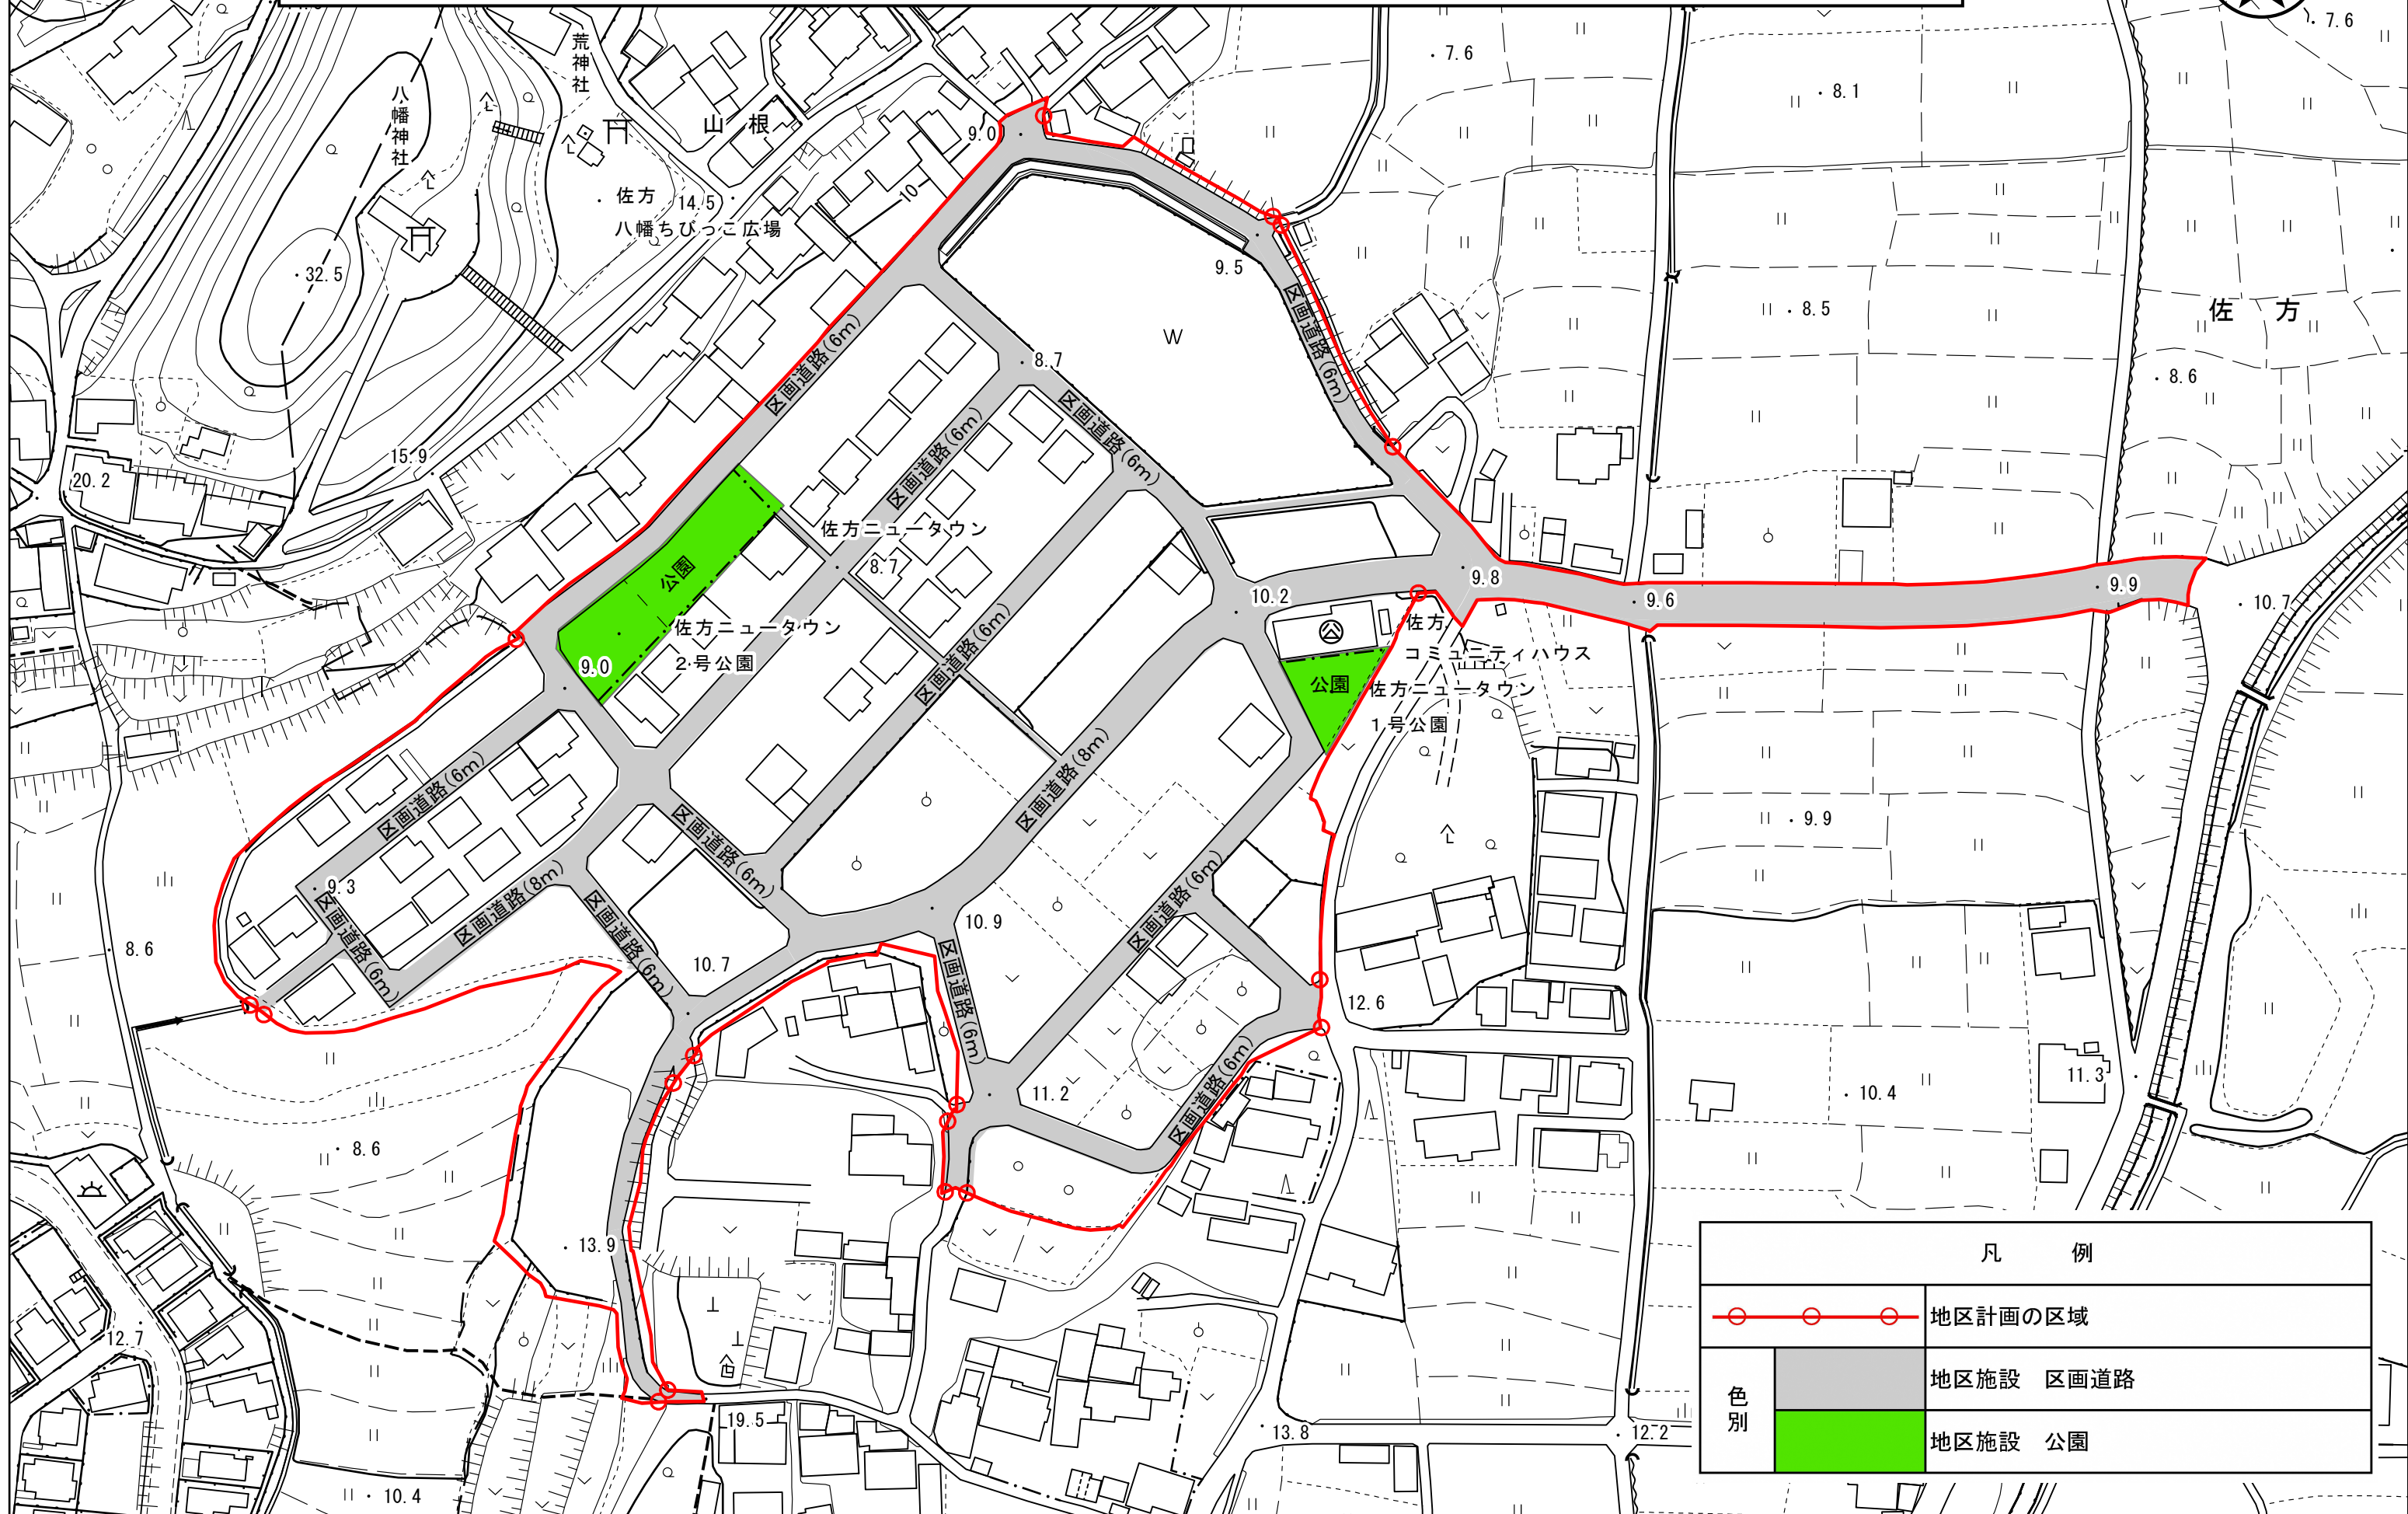 荒神社
八幡神社
山根
佐方
八幡ちびっこ広場
14.5
10
9.0
7.6
7.6
8.1
32.5
9.5
8.5
佐方
8.6
区画道路(6m)
区画道路(6m)
8.7
W
区画道路(6m)
区画道路(6m)
15.9
20.2
佐方ニュータウン
8.7
公園
佐方ニュータウン
2号公園
9.0
10.2
9.8
9.6
9.9
10.7
佐方
コミュニティハウス
公園
佐方ニュータウン
1号公園
区画道路(6m)
区画道路(8m)
区画道路(6m)
区画道路(6m)
区画道路(8m)
区画道路(6m)
区画道路(6m)
区画道路(6m)
区画道路(6m)
区画道路(6m)
9.3
8.6
10.9
10.7
9.9
12.6
11.2
10.4
11.3
8.6
13.9
12.7
19.5
13.8
12.2
10.4
凡例
地区計画の区域
色別
地区施設 区画道路
地区施設 公園